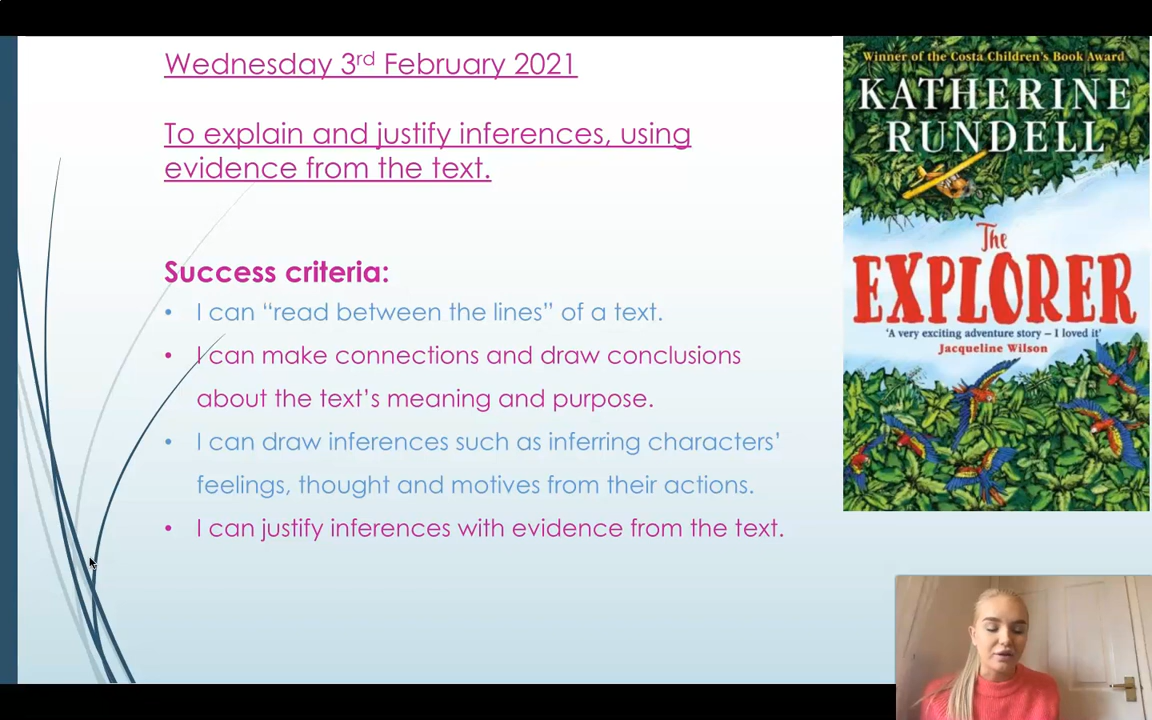 Wednesday 3rd February 2021
To explain and justify inferences, using
evidence from the text.
Success criteria:
• I can “read between the lines” of a text.
• I can make connections and draw conclusions
about the text’s meaning and purpose.
• I can draw inferences such as inferring characters’
feelings, thought and motives from their actions.
• I can justify inferences with evidence from the text.
Winner of the Costa Children's Book Award
KATHERINE
RUNDELL
The
EXPLORER
‘A very exciting adventure story – I loved it’
Jacqueline Wilson